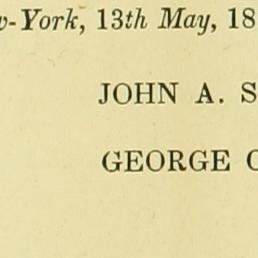 w-York, 13th May, 18
JOHN A. S
GEORGE C